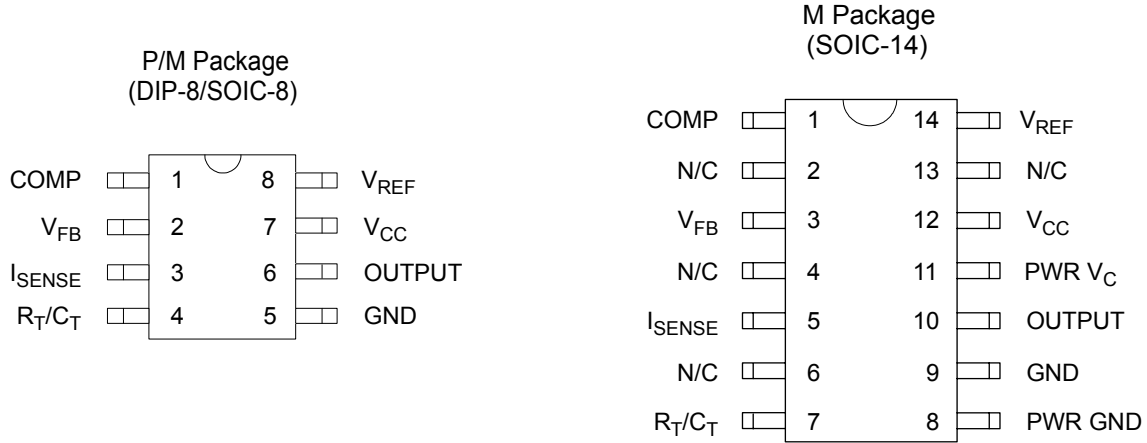 P/M Package
(DIP-8/SOIC-8)
COMP 1 8 VREF
VFB 2 7 VCC
ISENSE 3 6 OUTPUT
RT/CT 4 5 GND
M Package
(SOIC-14)
COMP 1 14 VREF
N/C 2 13 N/C
VFB 3 12 VCC
N/C 4 11 PWR VC
ISENSE 5 10 OUTPUT
N/C 6 9 GND
RT/CT 7 8 PWR GND